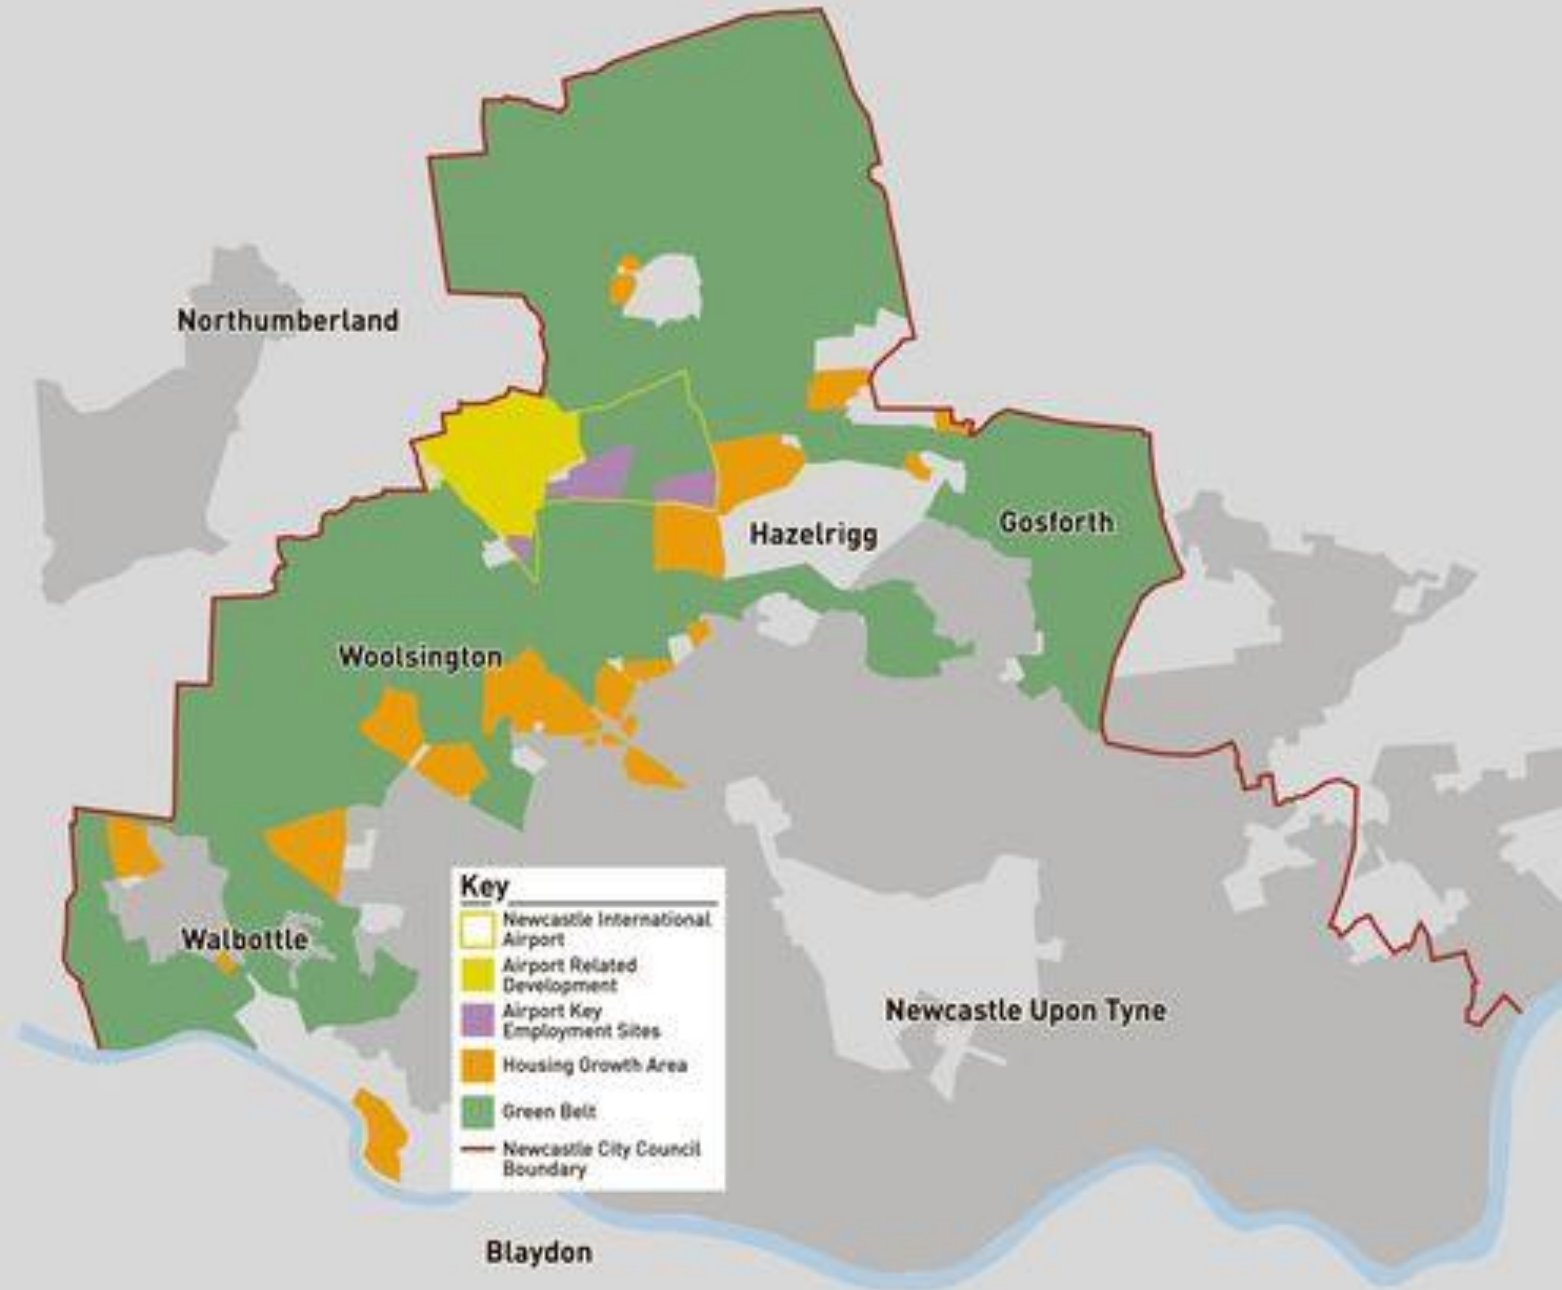 Northumberland
Hazelrigg
Gosforth
Woolsington
Key
Newcastle International
Airport
Airport Related
Development
Airport Key
Employment Sites
Housing Growth Area
Green Belt
Newcastle City Council
Boundary
Walbottle
Newcastle Upon Tyne
Blaydon